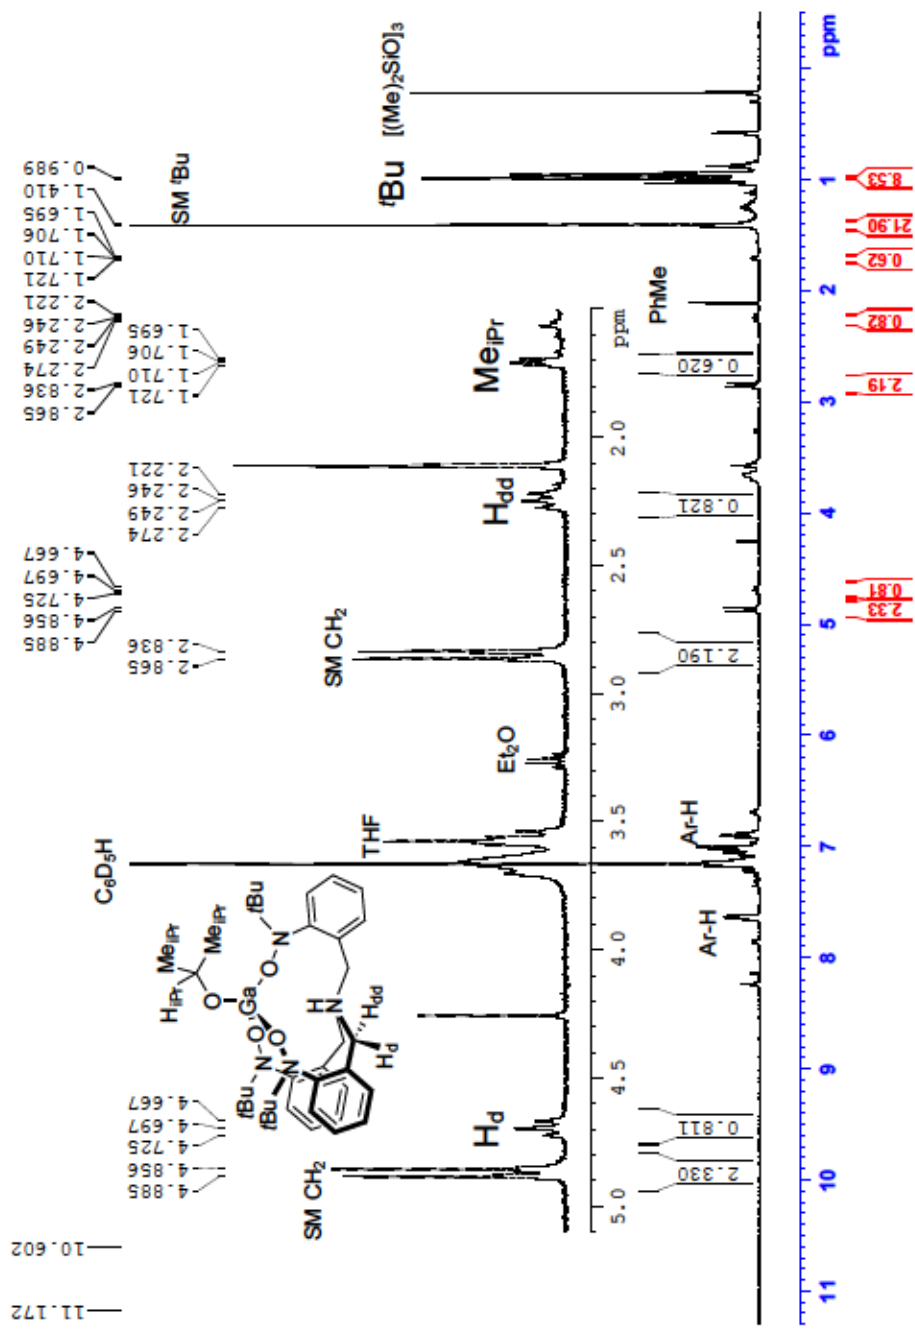 11.172
10.602
4.885
4.856
4.725
4.697
4.667
2.865
2.836
2.274
2.249
2.246
2.221
1.721
1.710
1.706
1.695
1.410
0.989
C6D5H
SM tBu
tBu
[((Me)2SiO]3
4.885
4.856
4.725
4.697
4.667
2.865
2.836
2.274
2.249
2.246
2.221
1.721
1.710
1.706
1.695
HiPr
MeiPr
MeiPr
O
Ga
O
N
tBu
O
O
N
tBu
N
tBu
H
N
Hdd
Hd
SM CH2
Hd
THF
Et2O
SM CH2
Hdd
MeiPr
5.0
4.5
4.0
3.5
3.0
2.5
2.0
ppm
2.330
0.811
2.190
0.821
0.620
Ar-H
Ar-H
PhMe
11
10
9
8
7
6
5
4
3
2
1
ppm
2.33
0.81
2.19
0.82
0.62
21.90
8.53